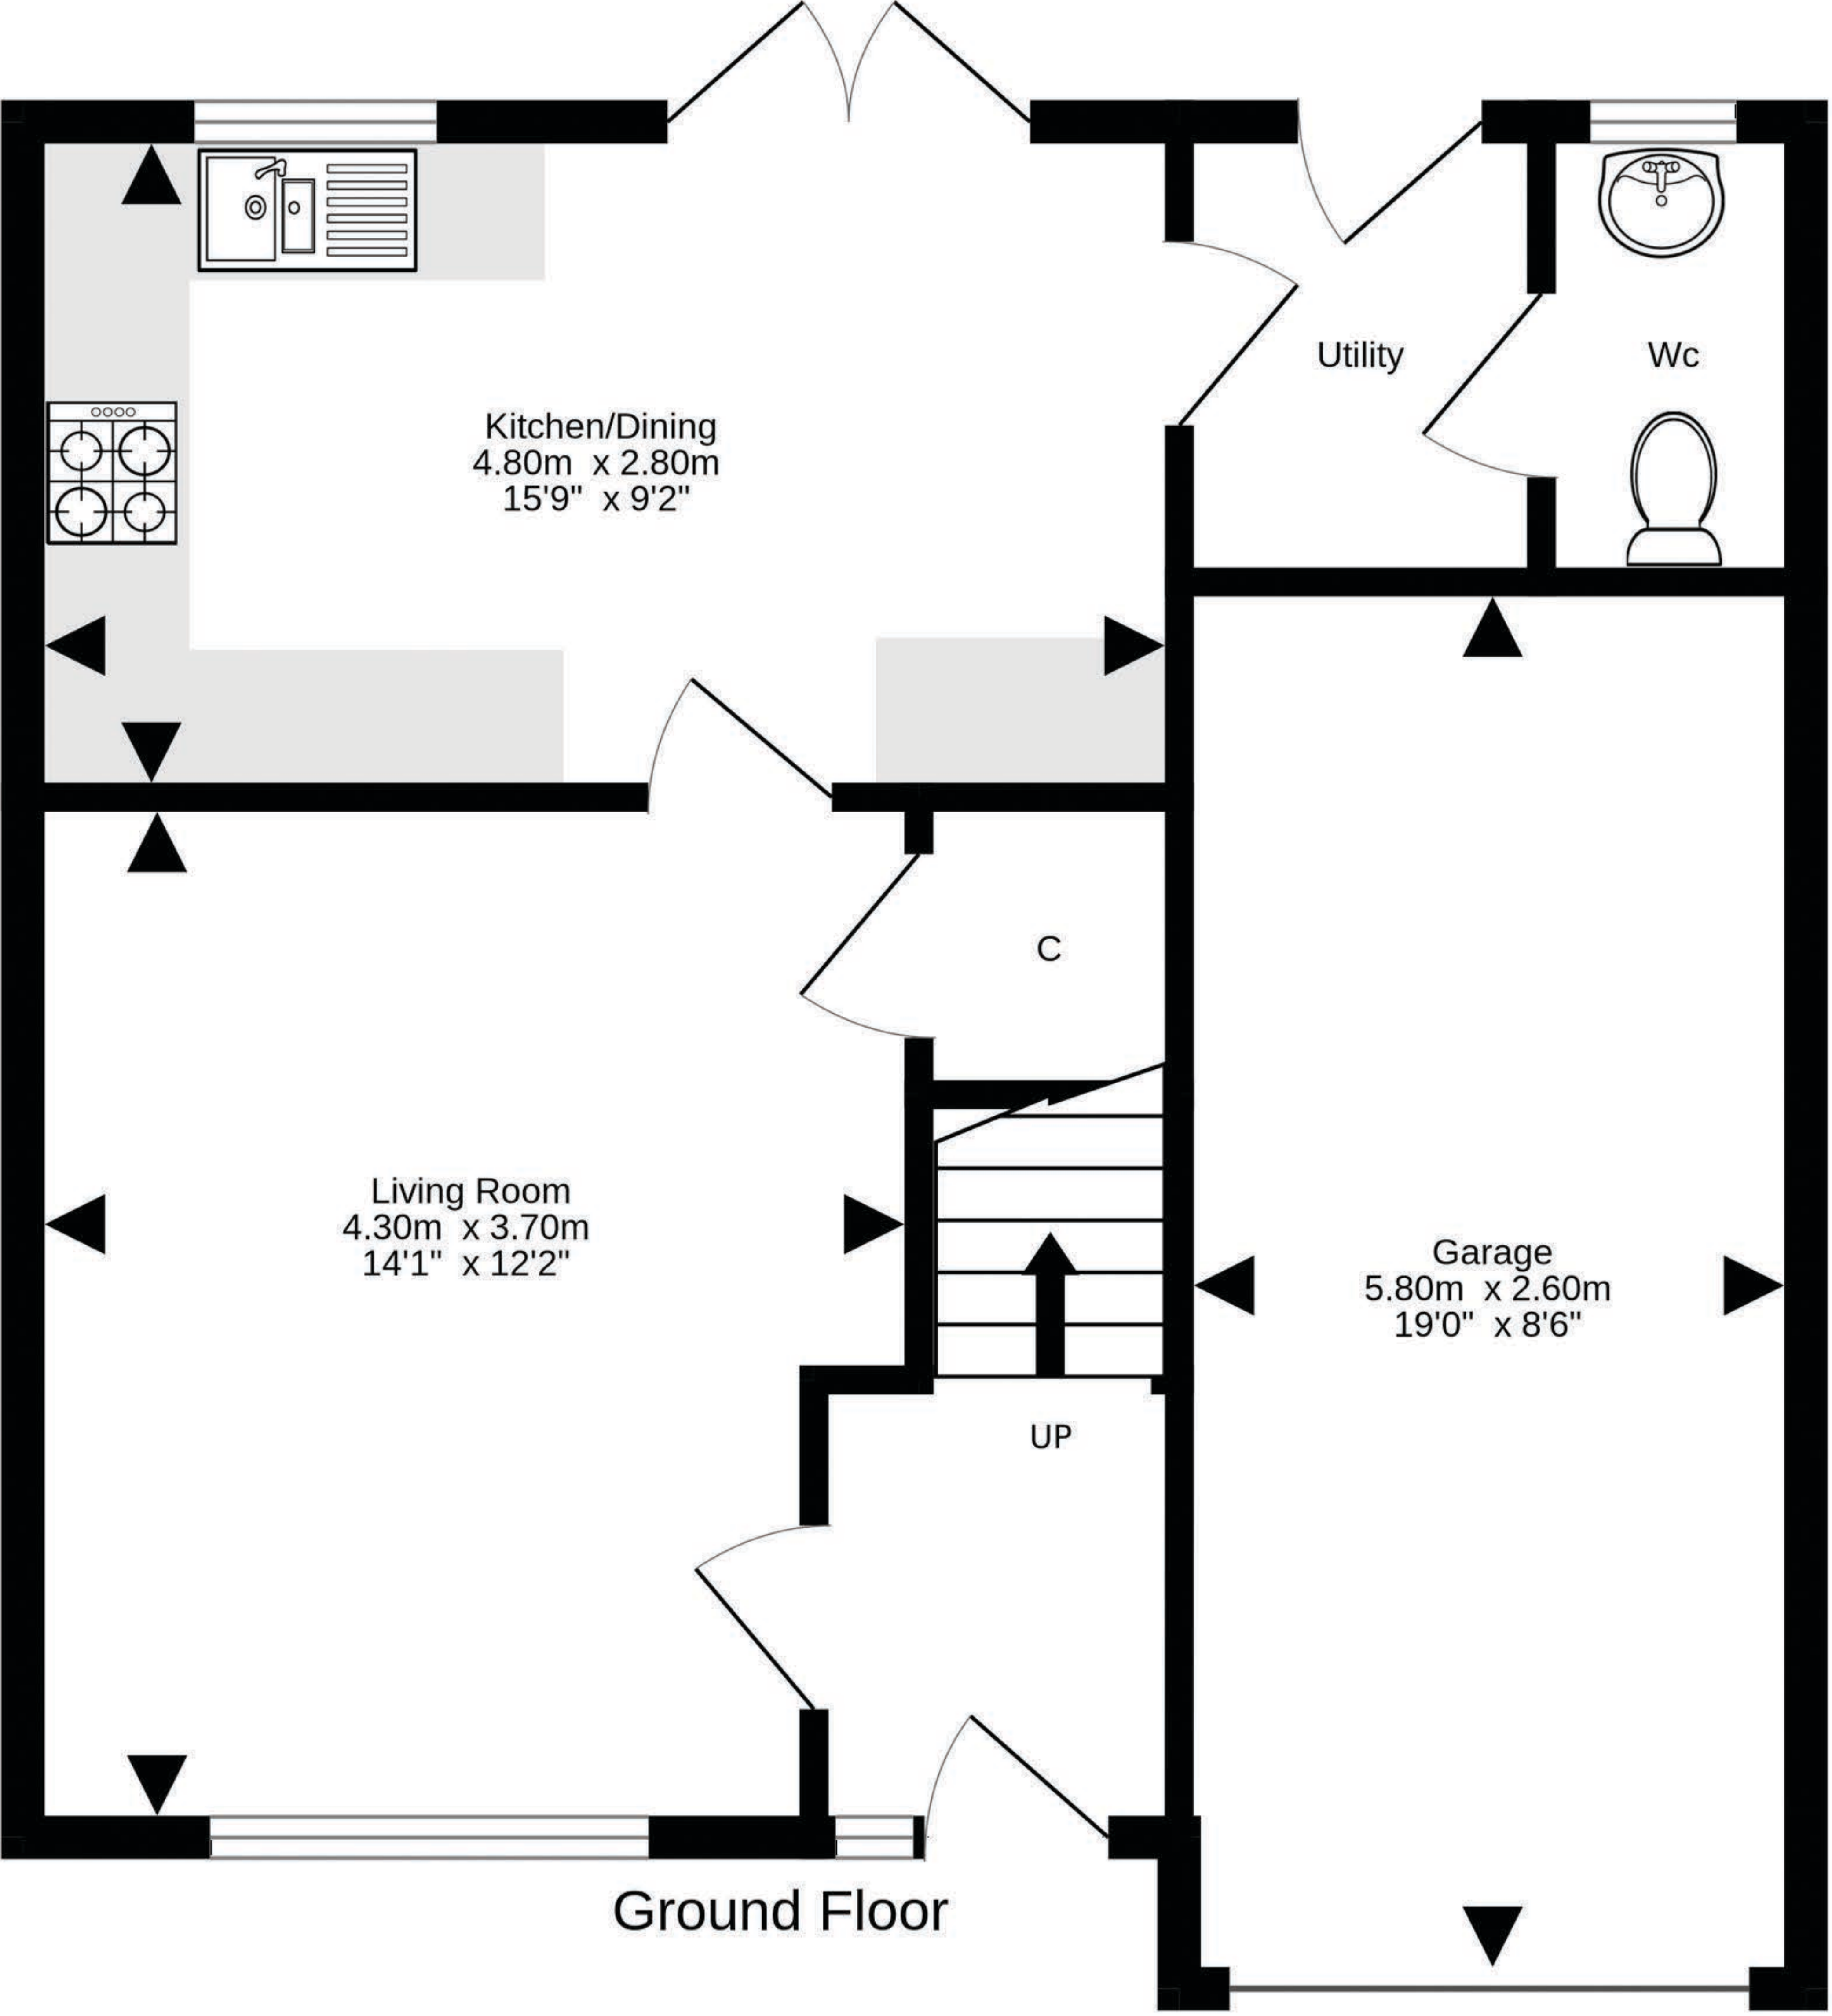 Kitchen/Dining
4.80m x 2.80m
15'9" x 9'2"
Utility
Wc
C
Living Room
4.30m x 3.70m
14'1" x 12'2"
Garage
5.80m x 2.60m
19'0" x 8'6"
UP
Ground Floor